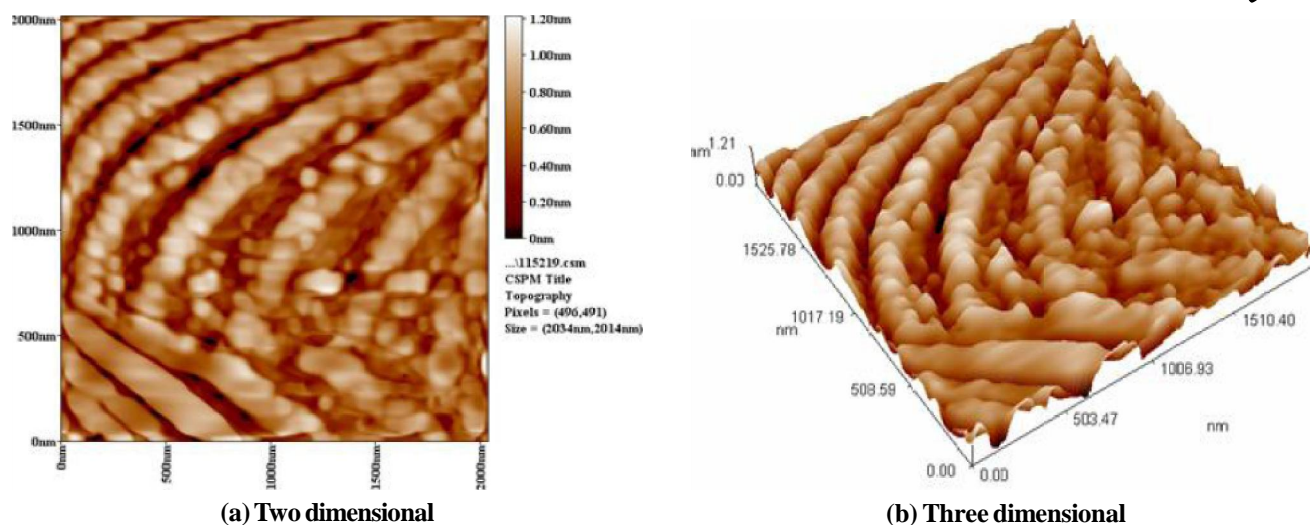 2000nm
1500nm
1000nm
500nm
0nm
0nm
500nm
1000nm
1500nm
2000nm
1.20nm
1.00nm
0.80nm
0.60nm
0.40nm
0.20nm
0nm
...\115219.csm
CSPM Title
Topography
Pixels = (496,491)
Size = (2034nm,2014nm)
(a) Two dimensional
nm
1.21
0.00
1525.78
1017.19
nm
508.59
0.00
0.00
503.47
1006.93
1510.40
nm
(b) Three dimensional